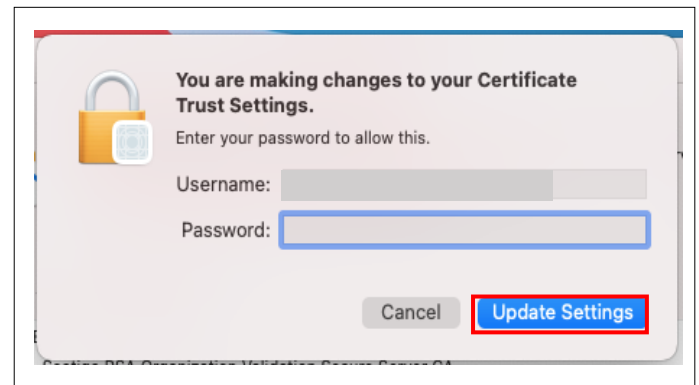 You are making changes to your Certificate
Trust Settings.
Enter your password to allow this.
Username:
Password:
Cancel
Update Settings